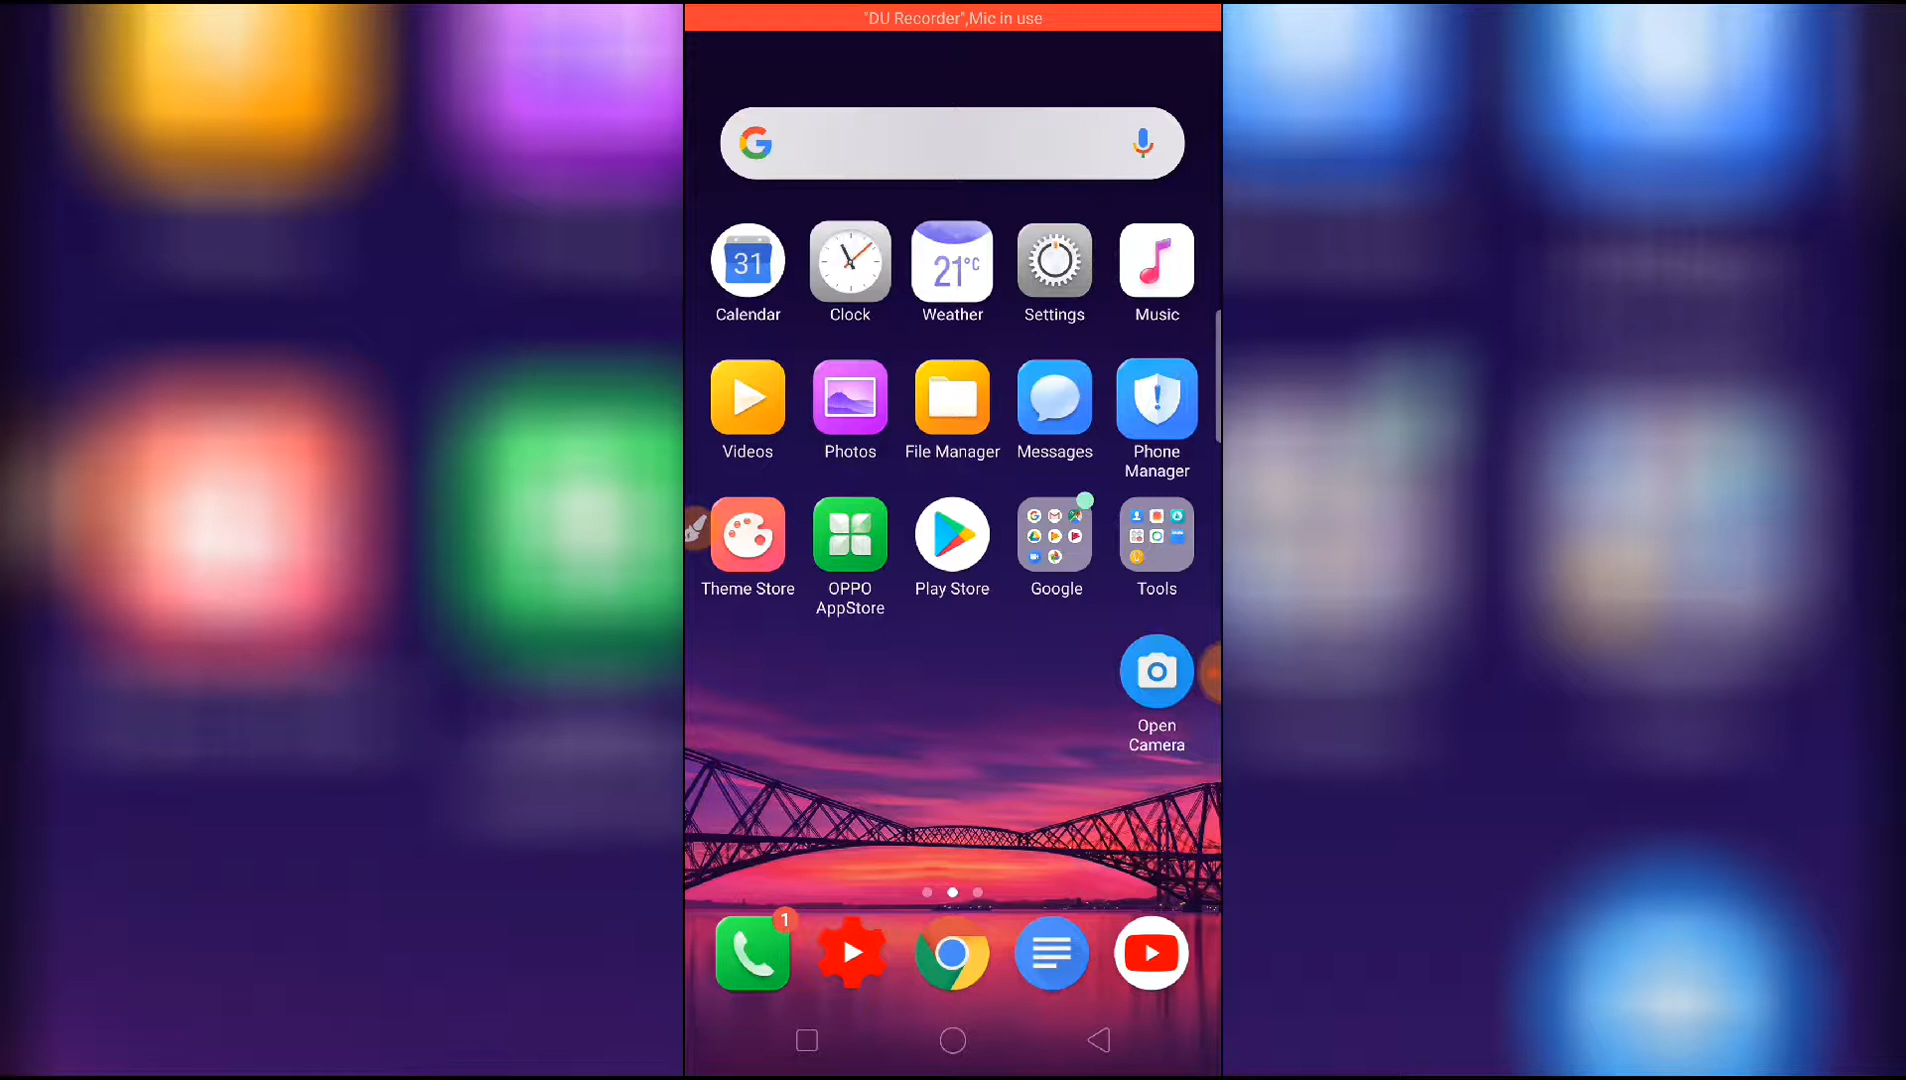 "DU Recorder",Mic in use
31
21°C
Calendar
Clock
Weather
Settings
Music
Videos
Photos
File Manager
Messages
Phone
Manager
Theme Store
OPPO
AppStore
Play Store
Google
Tools
Open
Camera
1